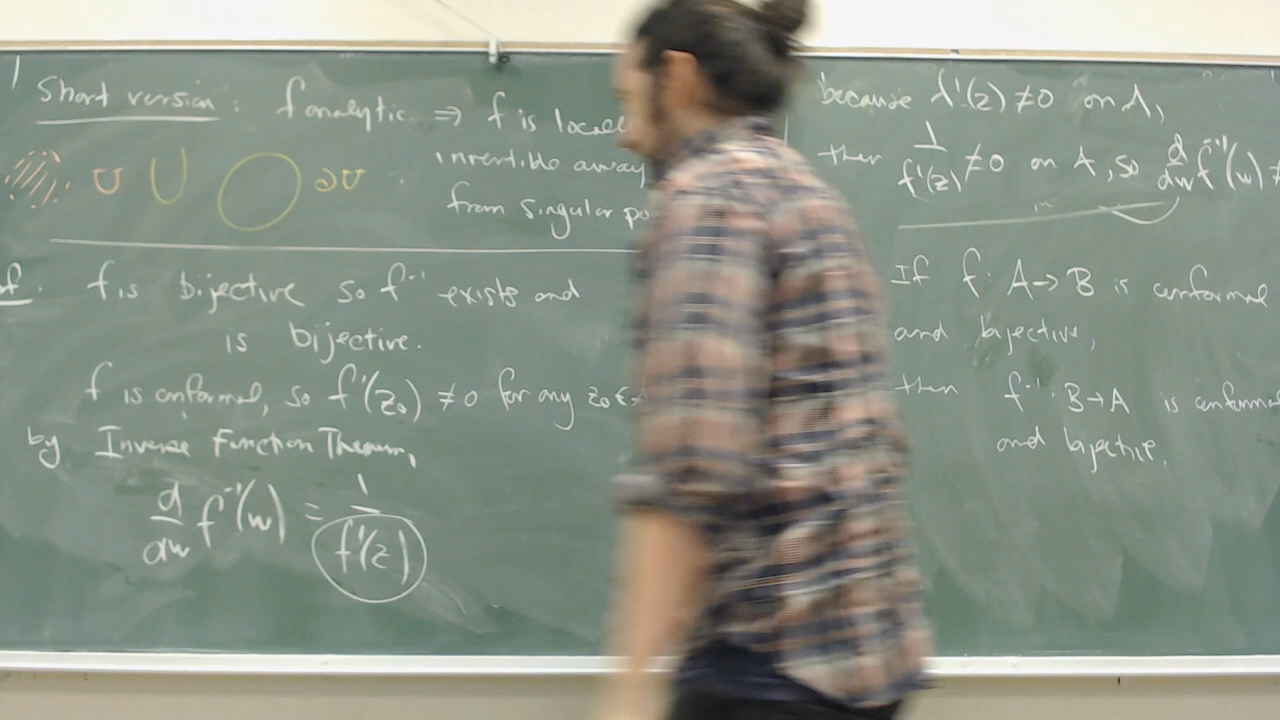 Short version: f analytic ⇒ f is locall
invertible away
from singular po
U U ∂U
f is bijective so f⁻¹ exists and
is bijective.
f is conformal, so f'(z₀) ≠ 0 for any z₀ ∈
by Inverse Function Theorem,
d/dw f⁻¹(w) = 1/f'(z)
because f'(z) ≠ 0 on A,
then 1/f'(z) ≠ 0 on A, so d/dw f⁻¹(w) ≠
If f: A → B is conformal
and bijective,
then f⁻¹: B → A is conformal
and bijective.